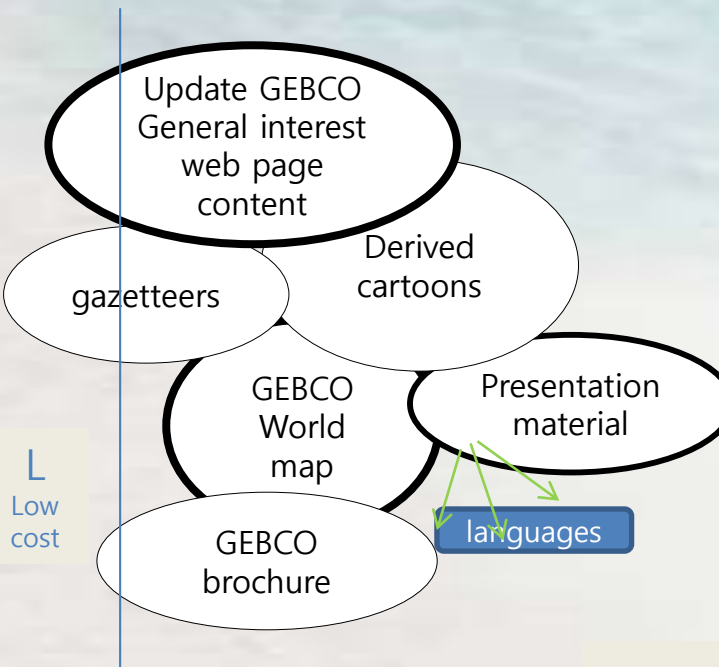 Update GEBCO
General interest
web page
content
Derived
cartoons
gazetteers
GEBCO
World
map
Presentation
material
L
Low
cost
languages
GEBCO
brochure